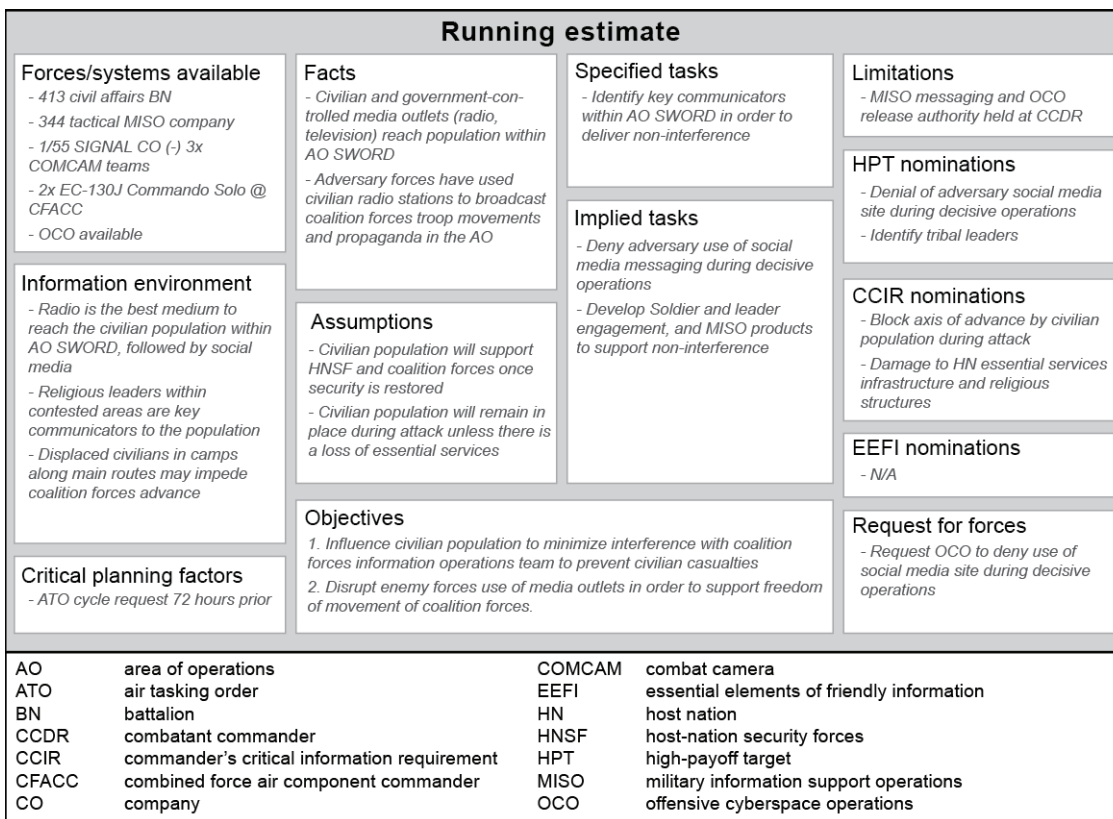 Running estimate
Forces/systems available
- 413 civil affairs BN
- 344 tactical MISO company
- 1/55 SIGNAL CO (-) 3x
COMCAM teams
- 2x EC-130J Commando Solo @
CFACC
- OCO available
Information environment
- Radio is the best medium to
reach the civilian population within
AO SWORD, followed by social
media
- Religious leaders within
contested areas are key
communicators to the population
- Displaced civilians in camps
along main routes may impede
coalition forces advance
Critical planning factors
- ATO cycle request 72 hours prior
Facts
- Civilian and government-con-
trolled media outlets (radio,
television) reach population within
AO SWORD
- Adversary forces have used
civilian radio stations to broadcast
coalition forces troop movements
and propaganda in the AO
Assumptions
- Civilian population will support
HNSF and coalition forces once
security is restored
- Civilian population will remain in
place during attack unless there is
a loss of essential services
Specified tasks
- Identify key communicators
within AO SWORD in order to
deliver non-interference
Implied tasks
- Deny adversary use of social
media messaging during decisive
operations
- Develop Soldier and leader
engagement, and MISO products
to support non-interference
Objectives
1. Influence civilian population to minimize interference with coalition
forces information operations team to prevent civilian casualties
2. Disrupt enemy forces use of media outlets in order to support freedom
of movement of coalition forces.
Limitations
- MISO messaging and OCO
release authority held at CCDR
HPT nominations
- Denial of adversary social media
site during decisive operations
- Identify tribal leaders
CCIR nominations
- Block axis of advance by civilian
population during attack
- Damage to HN essential services
infrastructure and religious
structures
EEFI nominations
- N/A
Request for forces
- Request OCO to deny use of
social media site during decisive
operations
AO area of operations
ATO air tasking order
BN battalion
CCDR combatant commander
CCIR commander's critical information requirement
CFACC combined force air component commander
CO company
COMCAM combat camera
EEFI essential elements of friendly information
HN host nation
HNSF host-nation security forces
HPT high-payoff target
MISO military information support operations
OCO offensive cyberspace operations